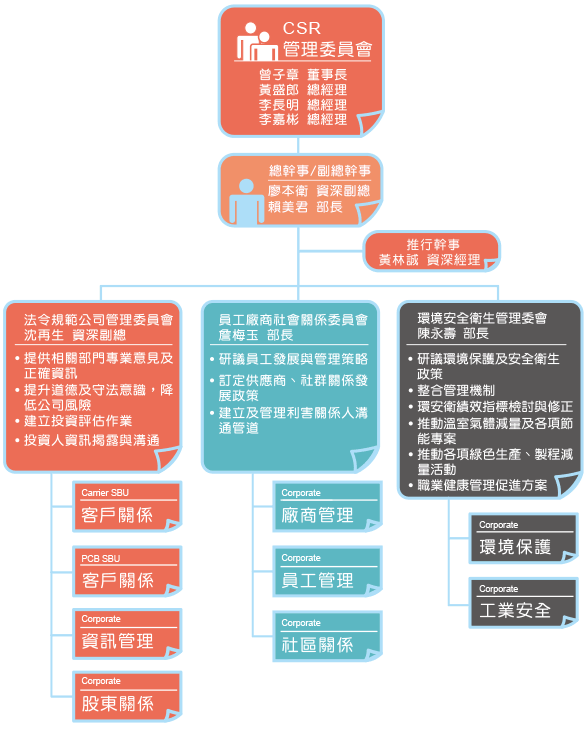 CSR
管理委員會
曾子章 董事長
黃盛郎 總經理
李長明 總經理
李嘉彬 總經理
總幹事/副總幹事
廖本衛 資深副總
賴美君 部長
推行幹事
黃林誠 資深經理
法令規範公司管理委員會
沈再生 資深副總
•提供相關部門專業意見及
正確資訊
•提升道德及守法意識，降
低公司風險
•建立投資評估作業
•投資人資訊揭露與溝通
Carrier SBU
客戶關係
PCB SBU
客戶關係
Corporate
資訊管理
Corporate
股東關係
員工廠商社會關係委員會
詹梅玉 部長
•研議員工發展與管理策略
•訂定供應商、社群關係發
展政策
•建立及管理利害關係人溝
通管道
Corporate
廠商管理
Corporate
員工管理
Corporate
社區關係
環境安全衛生管理委會
陳永壽 部長
•研議環境保護及安全衛生
政策
•整合管理機制
•環安衛績效指標檢討與修正
•推動溫室氣體減量及各項節
能專案
•推動各項綠色生產、製程減
量活動
•職業健康管理促進方案
Corporate
環境保護
Corporate
工業安全